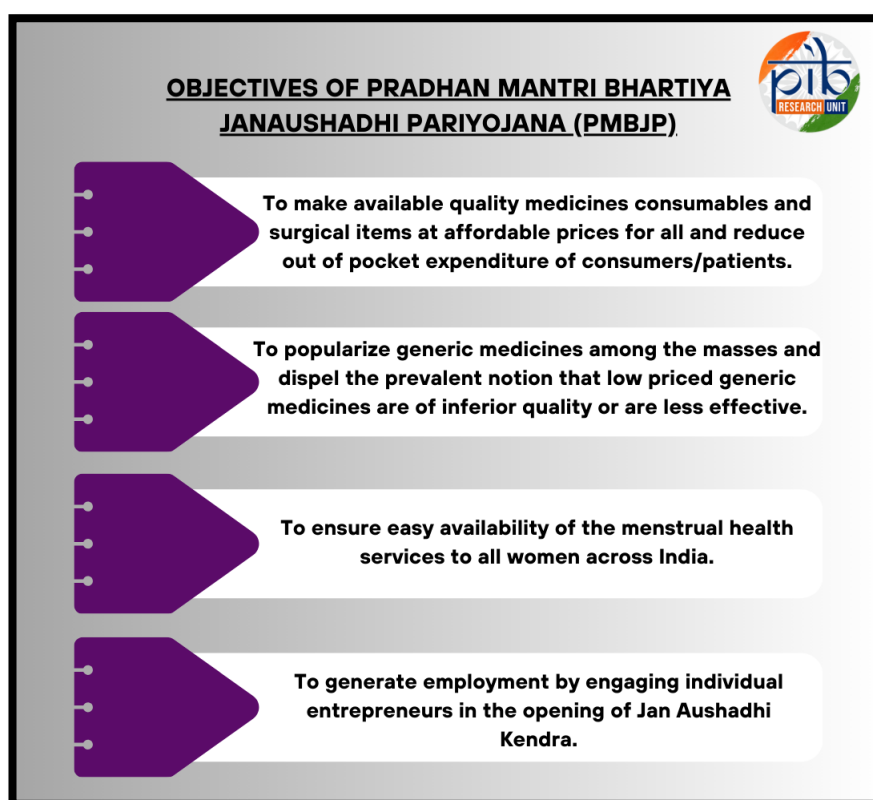 OBJECTIVES OF PRADHAN MANTRI BHARTIYA
JANAUSHADHI PARIYOJANA (PMBJP)
pib
RESEARCH UNIT
To make available quality medicines consumables and
surgical items at affordable prices for all and reduce
out of pocket expenditure of consumers/patients.
To popularize generic medicines among the masses and
dispel the prevalent notion that low priced generic
medicines are of inferior quality or are less effective.
To ensure easy availability of the menstrual health
services to all women across India.
To generate employment by engaging individual
entrepreneurs in the opening of Jan Aushadhi
Kendra.